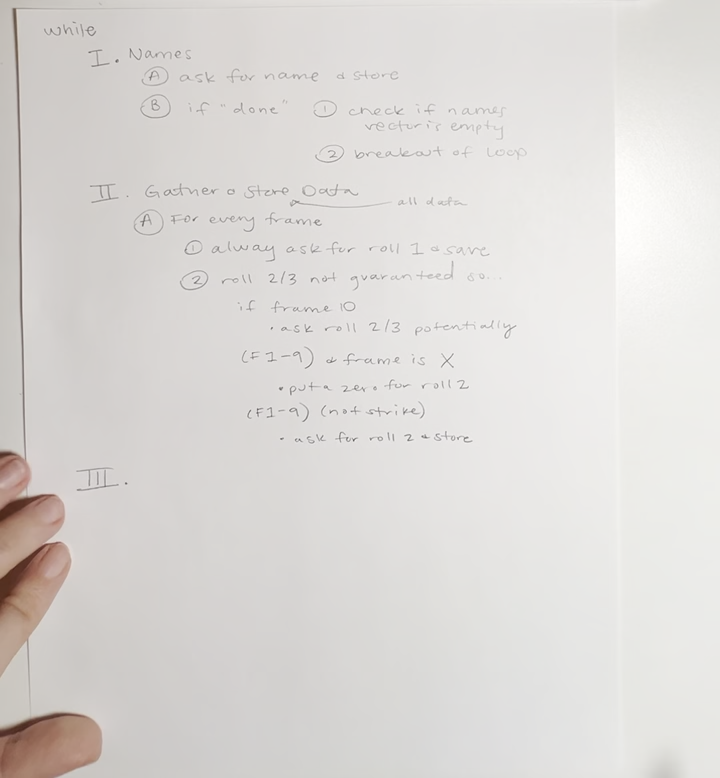 while
I. Names
A ask for name & store
B if "done" 1 check if names
vector is empty
2 breakout of loop
II. Gather & Store Data
all data
A For every frame
1 alway ask for roll 1 & save
2 roll 2/3 not guaranteed so...
if frame 10
• ask roll 2/3 potentially
(F1-9) & frame is X
• put a zero for roll 2
(F1-9) (not strike)
• ask for roll 2 & store
III.